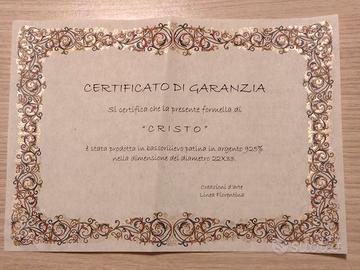 CERTIFICATO DI GARANZIA
Si certifica che la presente formella di
"CRISTO"
è stata prodotta in bassorilievo patina in argento 925%
nella dimensione del diametro 22X33.
Creazioni d'arte
Linea Fiorentina